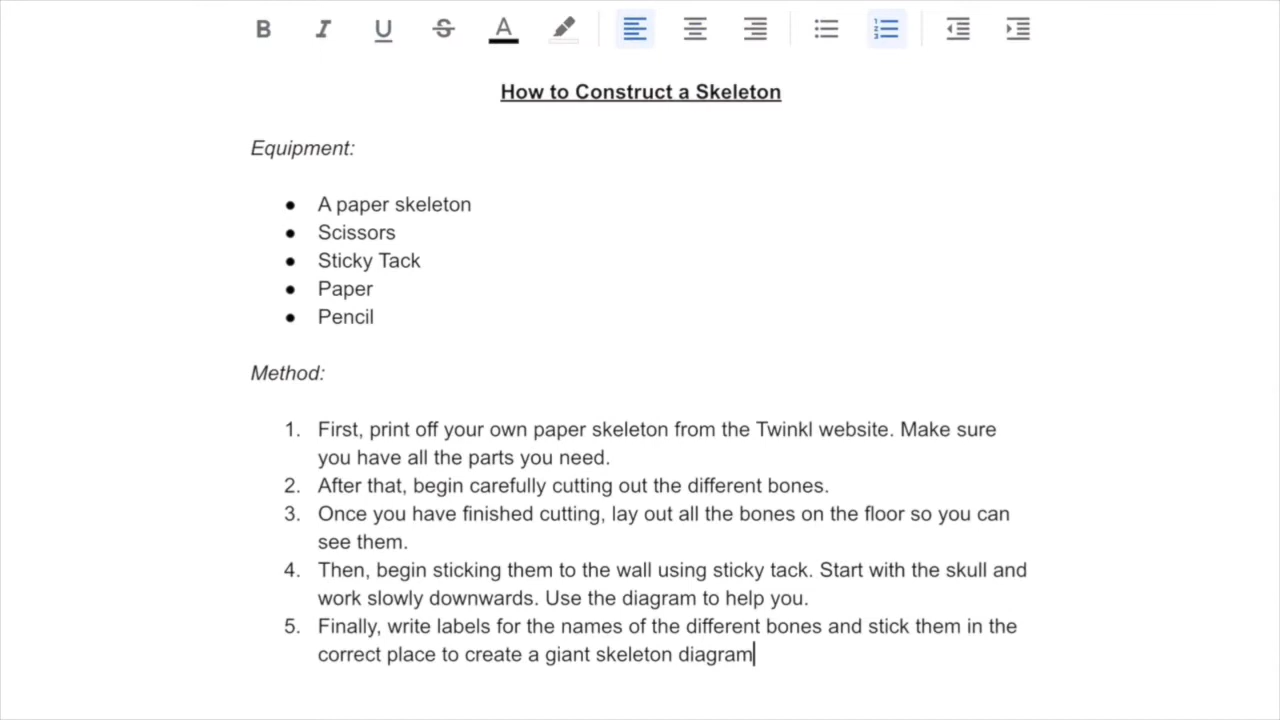 B I U S A
How to Construct a Skeleton
Equipment:
● A paper skeleton
● Scissors
● Sticky Tack
● Paper
● Pencil
Method:
1. First, print off your own paper skeleton from the Twinkl website. Make sure
you have all the parts you need.
2. After that, begin carefully cutting out the different bones.
3. Once you have finished cutting, lay out all the bones on the floor so you can
see them.
4. Then, begin sticking them to the wall using sticky tack. Start with the skull and
work slowly downwards. Use the diagram to help you.
5. Finally, write labels for the names of the different bones and stick them in the
correct place to create a giant skeleton diagram